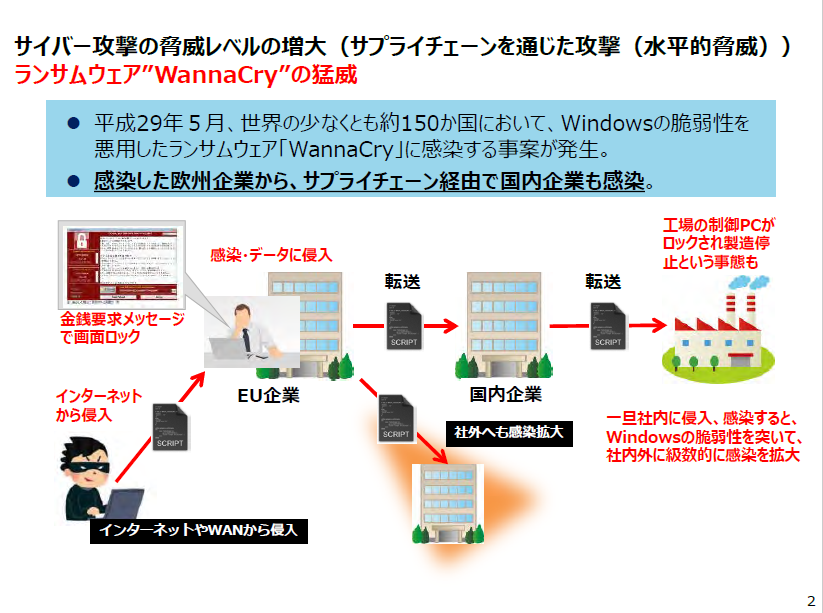 サイバー攻撃の脅威レベルの増大（サプライチェーンを通じた攻撃（水平的脅威））
ランサムウェア”WannaCry”の猛威
● 平成29年５月、世界の少なくとも約150か国において、Windowsの脆弱性を
悪用したランサムウェア「WannaCry」に感染する事案が発生。
● 感染した欧州企業から、サプライチェーン経由で国内企業も感染。
工場の制御PCが
ロックされ製造停
止という事態も
感染・データに侵入
転送
転送
SCRIPT
SCRIPT
金銭要求メッセージ
で画面ロック
EU企業
国内企業
インターネット
から侵入
SCRIPT
SCRIPT
社外へも感染拡大
一旦社内に侵入、感染すると、
Windowsの脆弱性を突いて、
社内外に級数的に感染を拡大
インターネットやWANから侵入
2